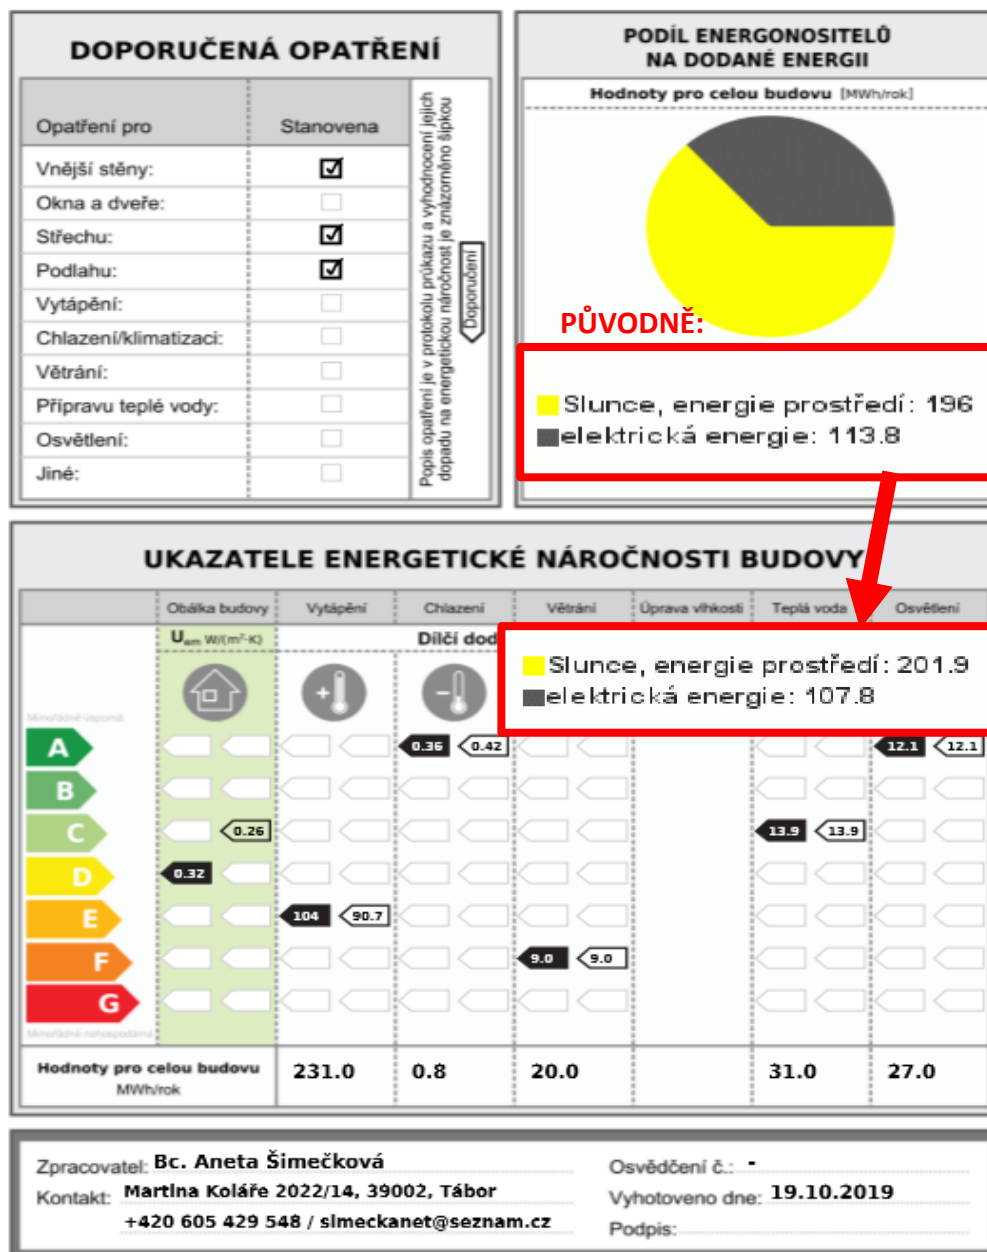 DOPORUČENÁ OPATŘENÍ
Opatření pro
Stanovena
Vnější stěny:
Okna a dveře:
Střechu:
Podlahu:
Vytápění:
Chlazení/klimatizaci:
Větrání:
Přípravu teplé vody:
Osvětlení:
Jiné:
Popis opatření je v protokolu průkazu a vyhodnocení jejich
dopadu na energetickou náročnost je znázorněno šipkou
Doporučení
PODÍL ENERGONOSITELŮ
NA DODANÉ ENERGII
Hodnoty pro celou budovu [MWh/rok]
PŮVODNĚ:
Slunce, energie prostředí: 196
elektrická energie: 113.8
UKAZATELE ENERGETICKÉ NÁROČNOSTI BUDOVY
Obálka budovy Vytápění Chlazení Větrání Úprava vlhkosti Teplá voda Osvětlení
Uem W/(m²·K) Dílčí dod
Slunce, energie prostředí: 201.9
elektrická energie: 107.8
Mimořádně úsporná
A 0.36 0.42 12.1 12.1
B
C 0.26 13.9 13.9
D 0.32
E 104 90.7
F 9.0 9.0
G
Mimořádně nehospodárná
Hodnoty pro celou budovu
MWh/rok
231.0 0.8 20.0 31.0 27.0
Zpracovatel: Bc. Aneta Šimečková
Kontakt: Martina Koláře 2022/14, 39002, Tábor
+420 605 429 548 / simeckanet@seznam.cz
Osvědčení č.: -
Vyhotoveno dne: 19.10.2019
Podpis: